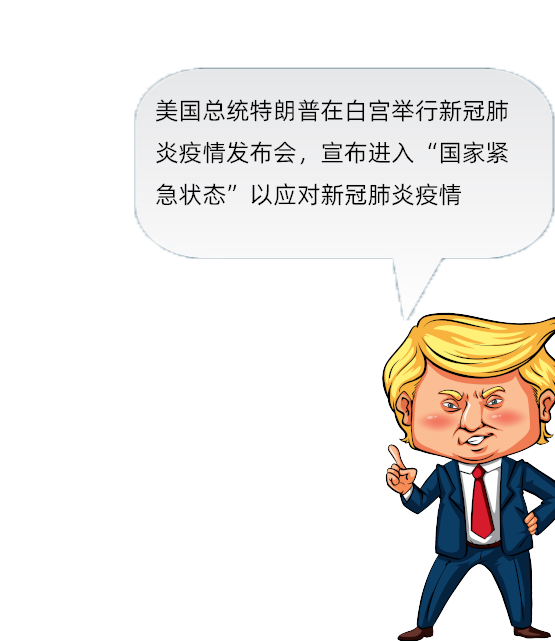 美国总统特朗普在白宫举行新冠肺
炎疫情发布会，宣布进入“国家紧
急状态”以应对新冠肺炎疫情